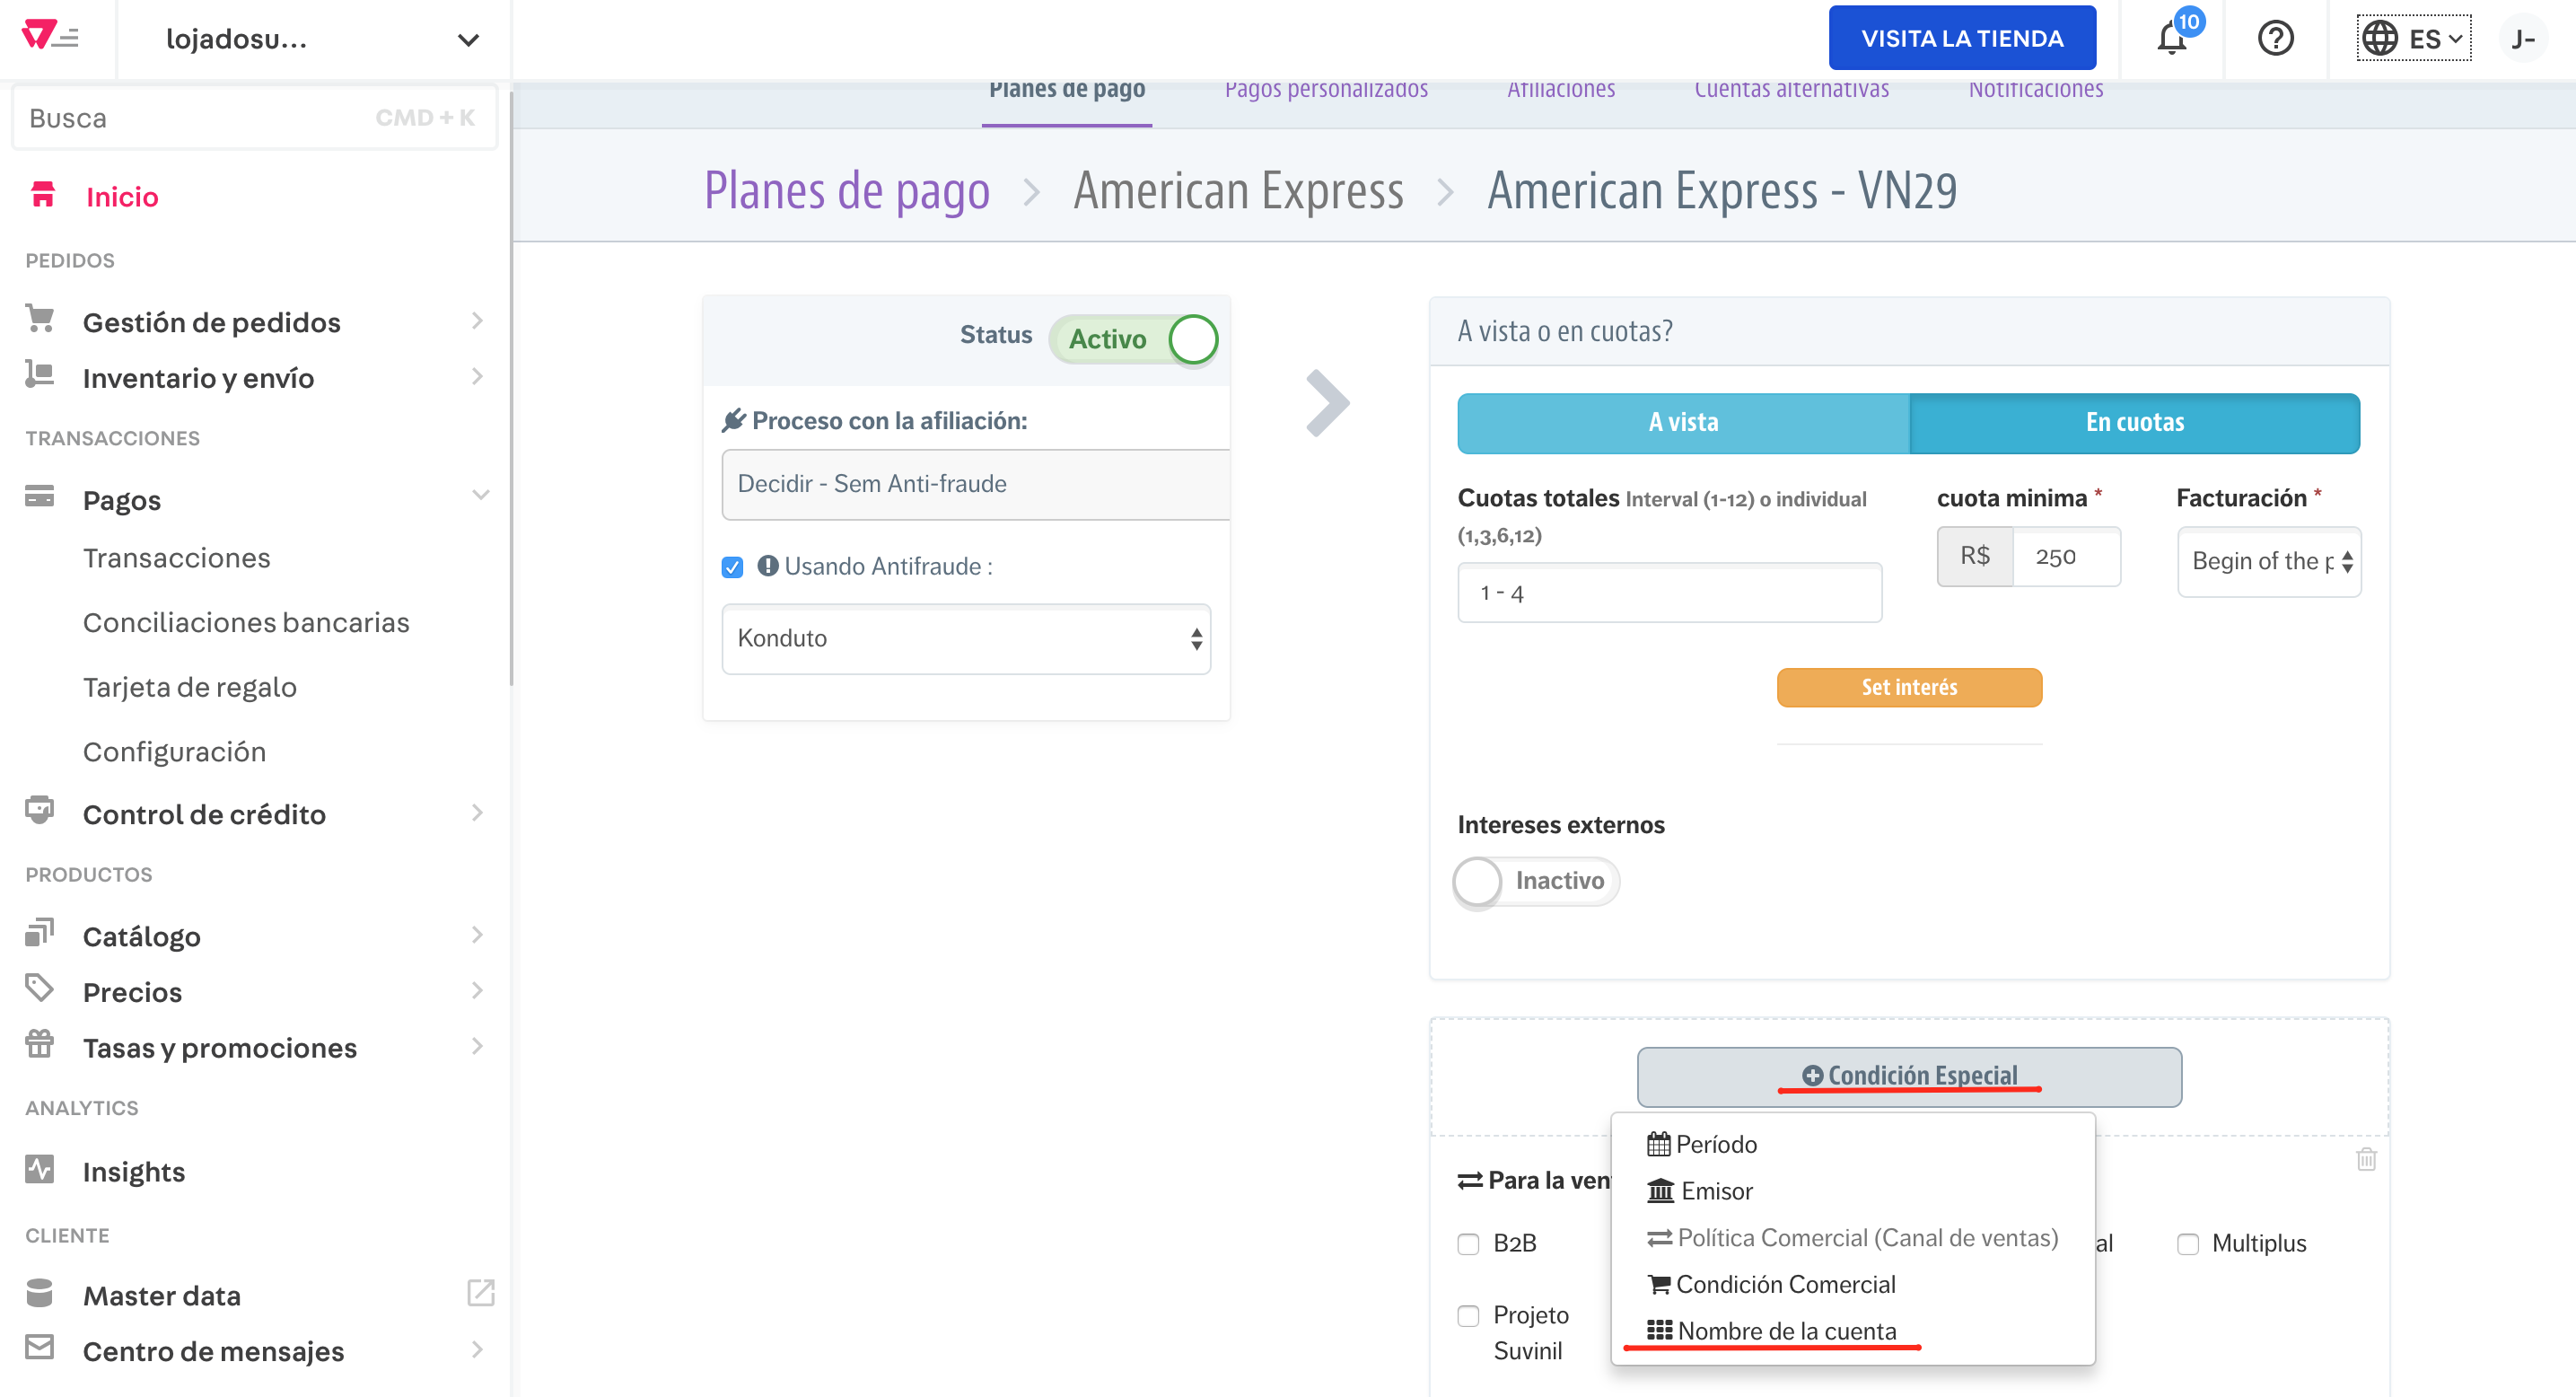 lojadosu...
VISITA LA TIENDA
10
ES
J-
Busca
CMD + K
Inicio
PEDIDOS
Gestión de pedidos
Inventario y envío
TRANSACCIONES
Pagos
Transacciones
Conciliaciones bancarias
Tarjeta de regalo
Configuración
Control de crédito
PRODUCTOS
Catálogo
Precios
Tasas y promociones
ANALYTICS
Insights
CLIENTE
Master data
Centro de mensajes
Planes de pago
Pagos personalizados
Afiliaciones
Cuentas alternativas
Notificaciones
Planes de pago > American Express > American Express - VN29
Status
Activo
Proceso con la afiliación:
Decidir - Sem Anti-fraude
Usando Antifraude :
Konduto
A vista o en cuotas?
A vista
En cuotas
Cuotas totales Interval (1-12) o individual
(1,3,6,12)
1 - 4
cuota minima *
R$ 250
Facturación *
Begin of the p
Set interés
Intereses externos
Inactivo
Condición Especial
Período
Emisor
Política Comercial (Canal de ventas)
Condición Comercial
Nombre de la cuenta
Para la ven
B2B
al
Multiplus
Projeto
Suvinil